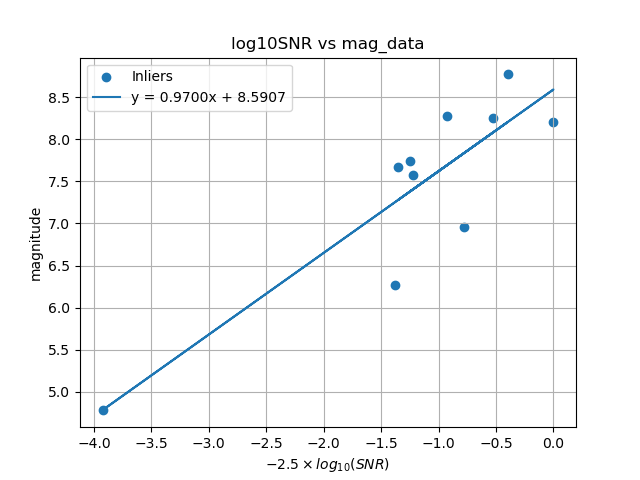 log10SNR vs mag_data
Inliers
y = 0.9700x + 8.5907
magnitude
8.5
8.0
7.5
7.0
6.5
6.0
5.5
5.0
−4.0 −3.5 −3.0 −2.5 −2.0 −1.5 −1.0 −0.5 0.0
−2.5 × log₁₀(SNR)